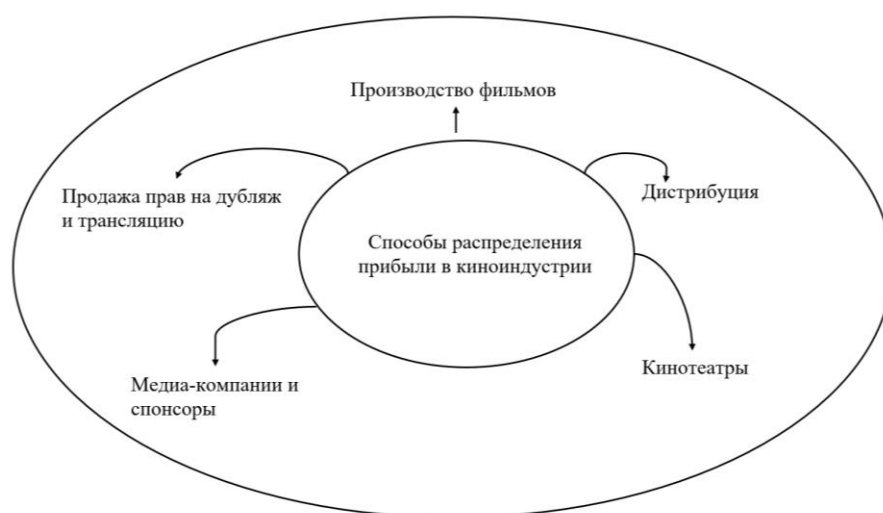 Производство фильмов
Продажа прав на дубляж
и трансляцию
Дистрибуция
Способы распределения
прибыли в киноиндустрии
Медиа-компании и
спонсоры
Кинотеатры